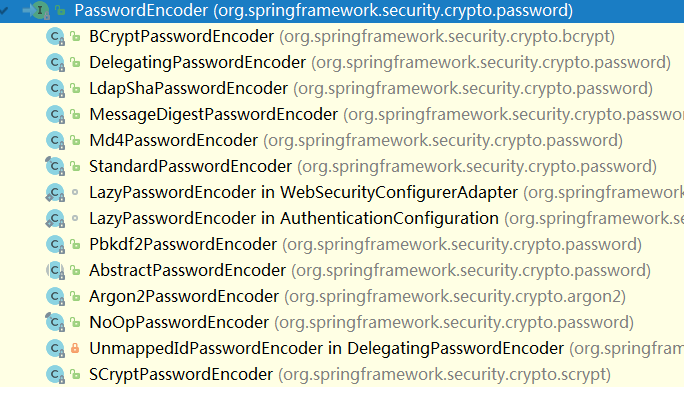 PasswordEncoder (org.springframework.security.crypto.password)
BCryptPasswordEncoder (org.springframework.security.crypto.bcrypt)
DelegatingPasswordEncoder (org.springframework.security.crypto.password)
LdapShaPasswordEncoder (org.springframework.security.crypto.password)
MessageDigestPasswordEncoder (org.springframework.security.crypto.passwo
Md4PasswordEncoder (org.springframework.security.crypto.password)
StandardPasswordEncoder (org.springframework.security.crypto.password)
LazyPasswordEncoder in WebSecurityConfigurerAdapter (org.springframework.sec
LazyPasswordEncoder in AuthenticationConfiguration (org.springframework.secu
Pbkdf2PasswordEncoder (org.springframework.security.crypto.password)
AbstractPasswordEncoder (org.springframework.security.crypto.password)
Argon2PasswordEncoder (org.springframework.security.crypto.argon2)
NoOpPasswordEncoder (org.springframework.security.crypto.password)
UnmappedIdPasswordEncoder in DelegatingPasswordEncoder (org.springfram
SCryptPasswordEncoder (org.springframework.security.crypto.scrypt)